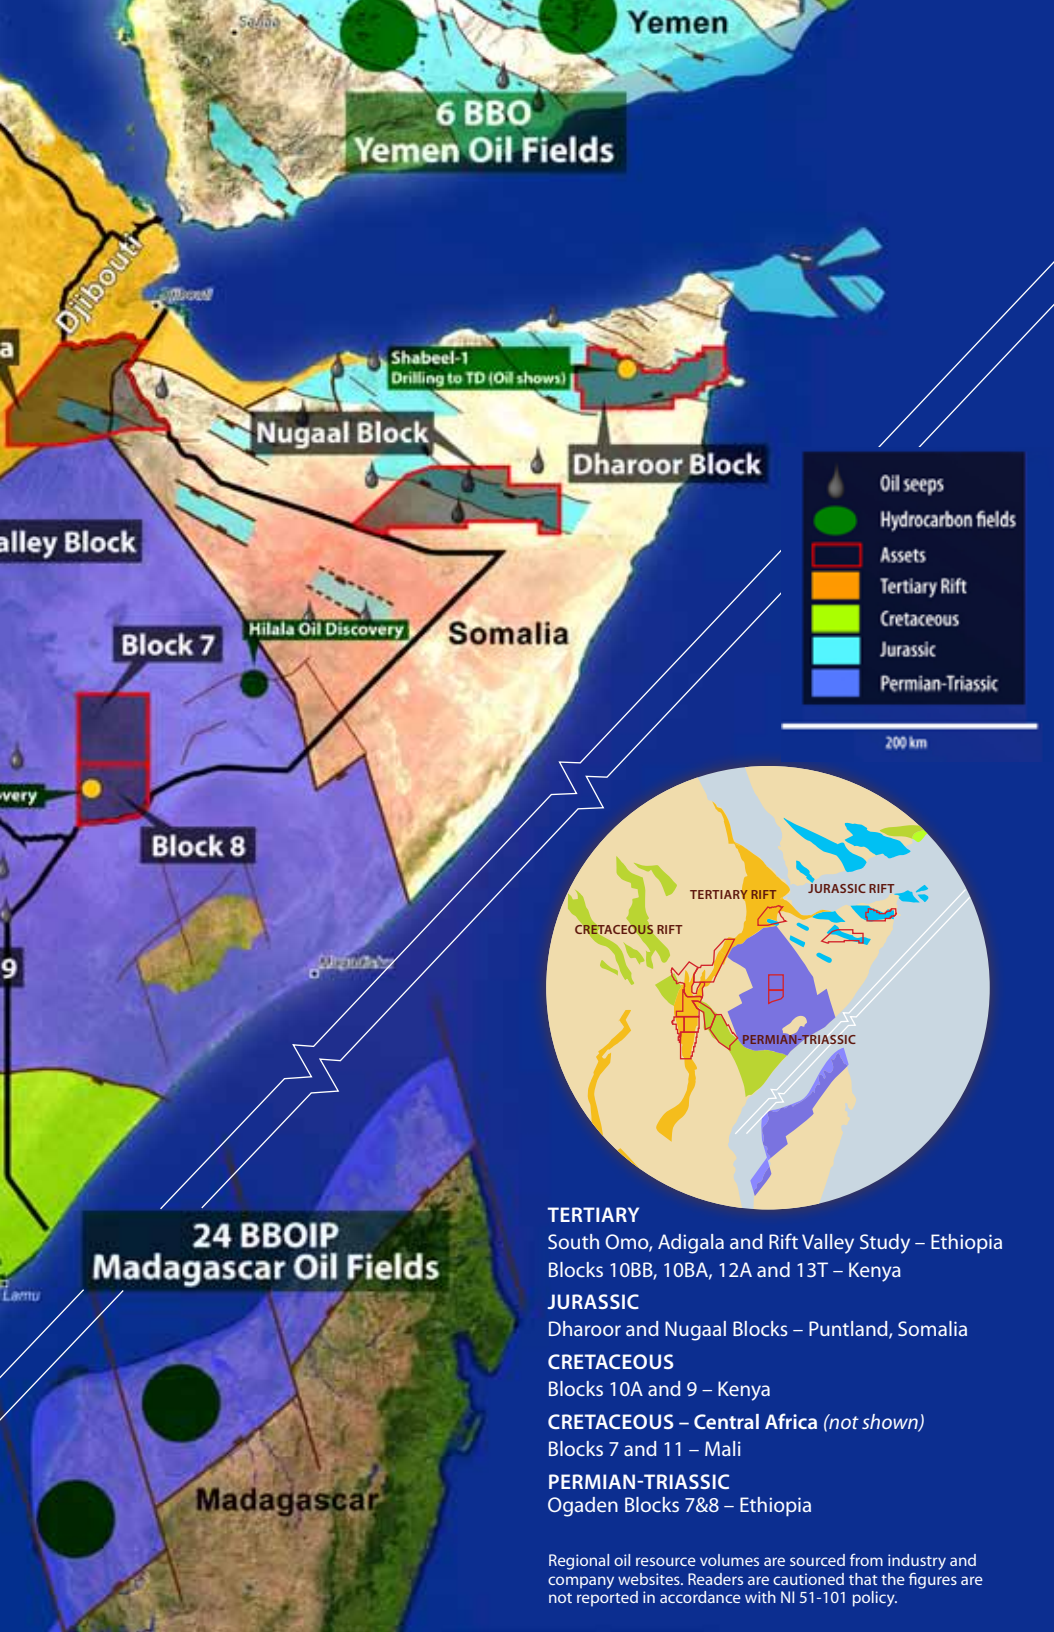 Yemen
6 BBO
Yemen Oil Fields
Djibouti
Djibouti
a
Shabeel-1
Drilling to TD (Oil shows)
Nugaal Block
Dharoor Block
Oil seeps
Hydrocarbon fields
Assets
Tertiary Rift
Cretaceous
Jurassic
Permian-Triassic
200 km
alley Block
Hilala Oil Discovery
Somalia
Block 7
very
Block 8
9
TERTIARY RIFT
JURASSIC RIFT
CRETACEOUS RIFT
PERMIAN-TRIASSIC
24 BBOIP
Madagascar Oil Fields
Lamu
Madagascar
TERTIARY
South Omo, Adigala and Rift Valley Study – Ethiopia
Blocks 10BB, 10BA, 12A and 13T – Kenya
JURASSIC
Dharoor and Nugaal Blocks – Puntland, Somalia
CRETACEOUS
Blocks 10A and 9 – Kenya
CRETACEOUS – Central Africa (not shown)
Blocks 7 and 11 – Mali
PERMIAN-TRIASSIC
Ogaden Blocks 7&8 – Ethiopia
Regional oil resource volumes are sourced from industry and
company websites. Readers are cautioned that the figures are
not reported in accordance with NI 51-101 policy.